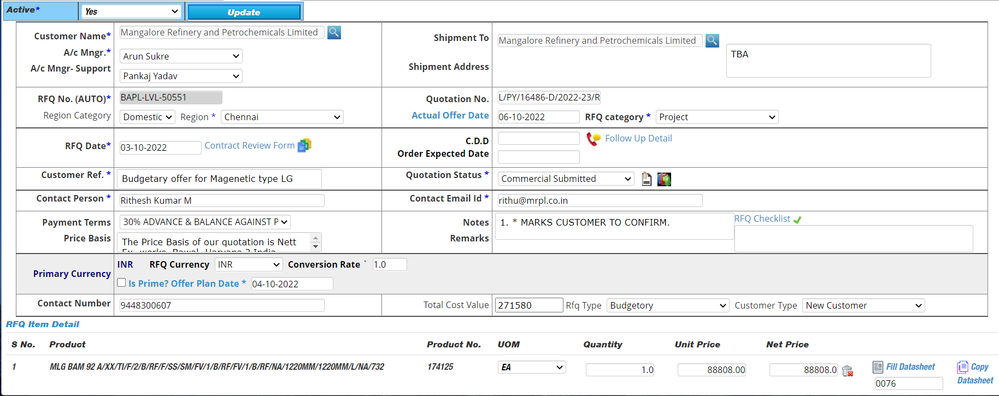 Active* Yes Update
Customer Name* Mangalore Refinery and Petrochemicals Limited
A/c Mngr.* Arun Sukre
A/c Mngr- Support Pankaj Yadav
Shipment To Mangalore Refinery and Petrochemicals Limited
Shipment Address TBA
RFQ No. (AUTO)* BAPL-LVL-50551
Region Category Domestic Region * Chennai
Quotation No. L/PY/16486-D/2022-23/R
Actual Offer Date 06-10-2022 RFQ category * Project
RFQ Date* 03-10-2022 Contract Review Form
C.D.D Follow Up Detail
Order Expected Date
Customer Ref. * Budgetary offer for Magenetic type LG
Quotation Status * Commercial Submitted
Contact Person * Rithesh Kumar M
Contact Email Id * rithu@mrpl.co.in
Payment Terms 30% ADVANCE & BALANCE AGAINST P
Price Basis The Price Basis of our quotation is Nett
Notes 1. * MARKS CUSTOMER TO CONFIRM. RFQ Checklist
Remarks
Primary Currency INR RFQ Currency INR Conversion Rate ` 1.0
Is Prime? Offer Plan Date * 04-10-2022
Contact Number 9448300607
Total Cost Value 271580 Rfq Type Budgetory Customer Type New Customer
RFQ Item Detail
S No. Product Product No. UOM Quantity Unit Price Net Price
1 MLG BAM 92 A/XX/TI/F/2/B/RF/F/SS/SM/FV/1/B/RF/FV/1/B/RF/NA/1220MM/1220MM/L/NA/732 174125 EA 1.0 88808.00 88808.0 Fill Datasheet Copy
0076 Datasheet